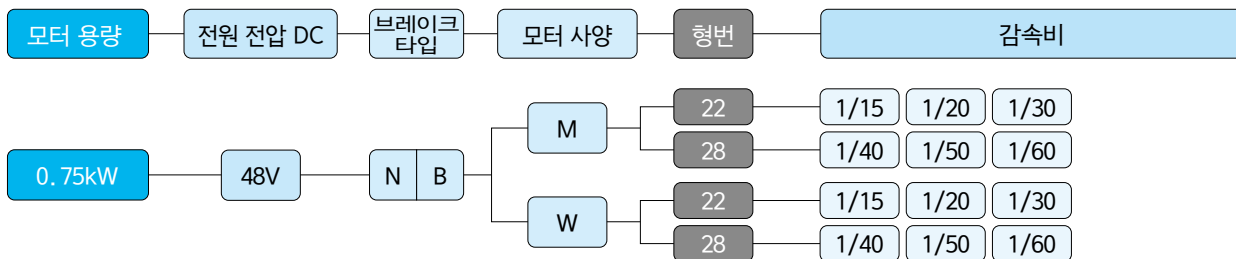 모터 용량
전원 전압 DC
브레이크
타입
모터 사양
형번
감속비
0.75kW
48V
N
B
M
22
1/15
1/20
1/30
28
1/40
1/50
1/60
W
22
1/15
1/20
1/30
28
1/40
1/50
1/60